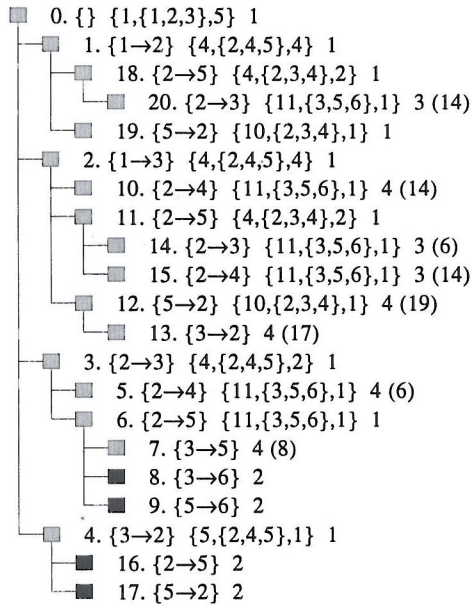 0. {} {1,{1,2,3},5} 1
1. {1→2} {4,{2,4,5},4} 1
18. {2→5} {4,{2,3,4},2} 1
20. {2→3} {11,{3,5,6},1} 3 (14)
19. {5→2} {10,{2,3,4},1} 1
2. {1→3} {4,{2,4,5},4} 1
10. {2→4} {11,{3,5,6},1} 4 (14)
11. {2→5} {4,{2,3,4},2} 1
14. {2→3} {11,{3,5,6},1} 3 (6)
15. {2→4} {11,{3,5,6},1} 3 (14)
12. {5→2} {10,{2,3,4},1} 4 (19)
13. {3→2} 4 (17)
3. {2→3} {4,{2,4,5},2} 1
5. {2→4} {11,{3,5,6},1} 4 (6)
6. {2→5} {11,{3,5,6},1} 1
7. {3→5} 4 (8)
8. {3→6} 2
9. {5→6} 2
4. {3→2} {5,{2,4,5},1} 1
16. {2→5} 2
17. {5→2} 2